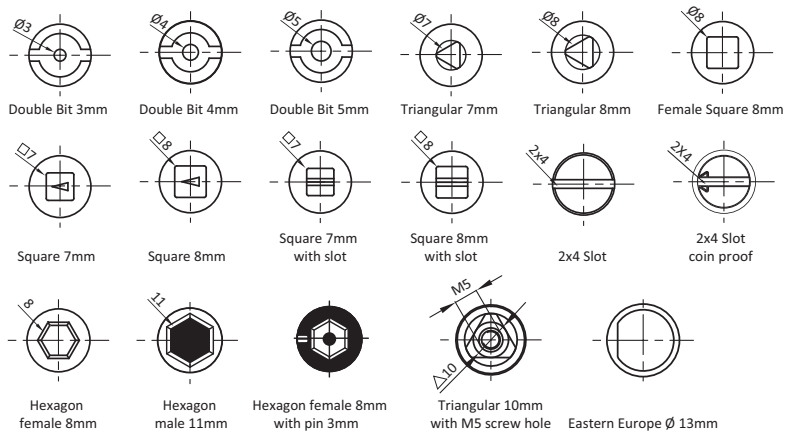 Ø3
Ø4
Ø5
Ø7
Ø8
Ø8
Double Bit 3mm
Double Bit 4mm
Double Bit 5mm
Triangular 7mm
Triangular 8mm
Female Square 8mm
□7
□8
□7
□8
2x4
2X4
Square 7mm
Square 8mm
Square 7mm
with slot
Square 8mm
with slot
2x4 Slot
2x4 Slot
coin proof
8
11
M5
△10
Hexagon
female 8mm
Hexagon
male 11mm
Hexagon female 8mm
with pin 3mm
Triangular 10mm
with M5 screw hole
Eastern Europe Ø 13mm